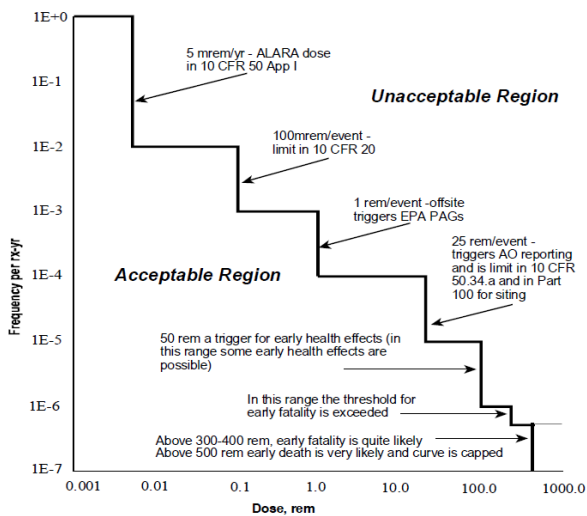 1E+0
5 mrem/yr - ALARA dose
in 10 CFR 50 App I
1E-1
Unacceptable Region
100mrem/event -
limit in 10 CFR 20
1E-2
1 rem/event -offsite
triggers EPA PAGs
1E-3
25 rem/event -
triggers AO reporting
and is limit in 10 CFR
50.34.a and in Part
100 for siting
Frequency per rx-yr
1E-4
Acceptable Region
50 rem a trigger for early health effects (in
this range some early health effects are
possible)
1E-5
In this range the threshold for
early fatality is exceeded
1E-6
Above 300-400 rem, early fatality is quite likely
Above 500 rem early death is very likely and curve is capped
1E-7
0.001 0.01 0.1 1.0 10.0 100.0 1000.0
Dose, rem